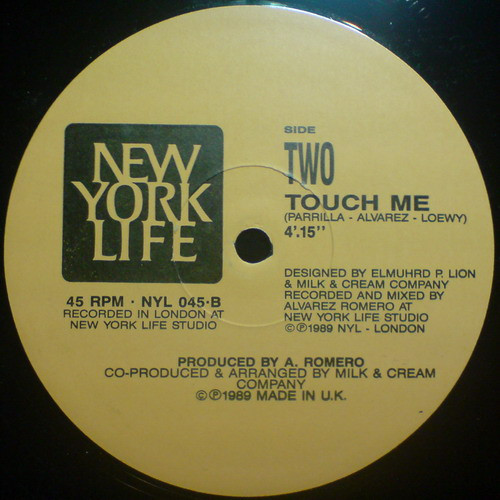 NEW
YORK
LIFE
SIDE
TWO
TOUCH ME
(PARRILLA - ALVAREZ - LOEWY)
4'.15''
45 RPM · NYL 045·B
RECORDED IN LONDON AT
NEW YORK LIFE STUDIO
DESIGNED BY ELMUHRD P. LION
& MILK & CREAM COMPANY
RECORDED AND MIXED BY
ALVAREZ ROMERO AT
NEW YORK LIFE STUDIO
©℗1989 NYL - LONDON
PRODUCED BY A. ROMERO
CO-PRODUCED & ARRANGED BY MILK & CREAM
COMPANY
©℗1989 MADE IN U.K.